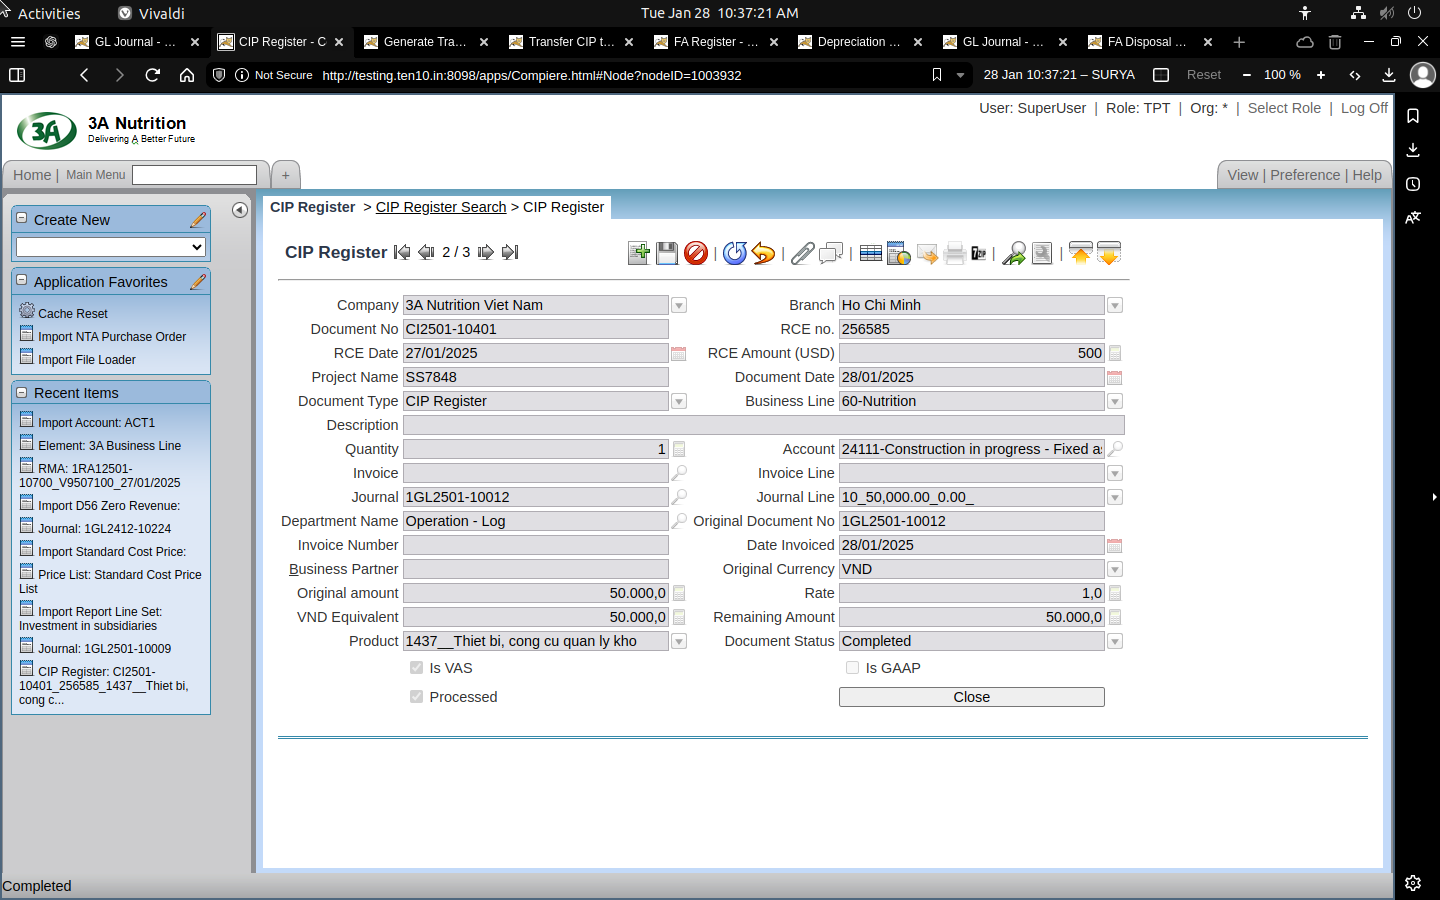 Activities Vivaldi Tue Jan 28 10:37:21 AM
GL Journal - ... CIP Register - C Generate Tra... Transfer CIP t... FA Register - ... Depreciation ... GL Journal - ... FA Disposal ...
Not Secure http://testing.ten10.in:8098/apps/Compiere.html#Node?nodeID=1003932 28 Jan 10:37:21 – SURYA Reset 100 %
User: SuperUser | Role: TPT | Org: * | Select Role | Log Off
3A
3A Nutrition
Delivering A Better Future
Home | Main Menu + View | Preference | Help
CIP Register > CIP Register Search > CIP Register
Create New
Application Favorites
Cache Reset
Import NTA Purchase Order
Import File Loader
Recent Items
Import Account: ACT1
Element: 3A Business Line
RMA: 1RA12501-
10700_V9507100_27/01/2025
Import D56 Zero Revenue:
Journal: 1GL2412-10224
Import Standard Cost Price:
Price List: Standard Cost Price
List
Import Report Line Set:
Investment in subsidiaries
Journal: 1GL2501-10009
CIP Register: CI2501-
10401_256585_1437__Thiet bi,
cong c...
CIP Register 2 / 3
Company 3A Nutrition Viet Nam Branch Ho Chi Minh
Document No CI2501-10401 RCE no. 256585
RCE Date 27/01/2025 RCE Amount (USD) 500
Project Name SS7848 Document Date 28/01/2025
Document Type CIP Register Business Line 60-Nutrition
Description
Quantity 1 Account 24111-Construction in progress - Fixed as
Invoice Invoice Line
Journal 1GL2501-10012 Journal Line 10_50,000.00_0.00_
Department Name Operation - Log Original Document No 1GL2501-10012
Invoice Number Date Invoiced 28/01/2025
Business Partner Original Currency VND
Original amount 50.000,0 Rate 1,0
VND Equivalent 50.000,0 Remaining Amount 50.000,0
Product 1437__Thiet bi, cong cu quan ly kho Document Status Completed
Is VAS Is GAAP
Processed Close
Completed